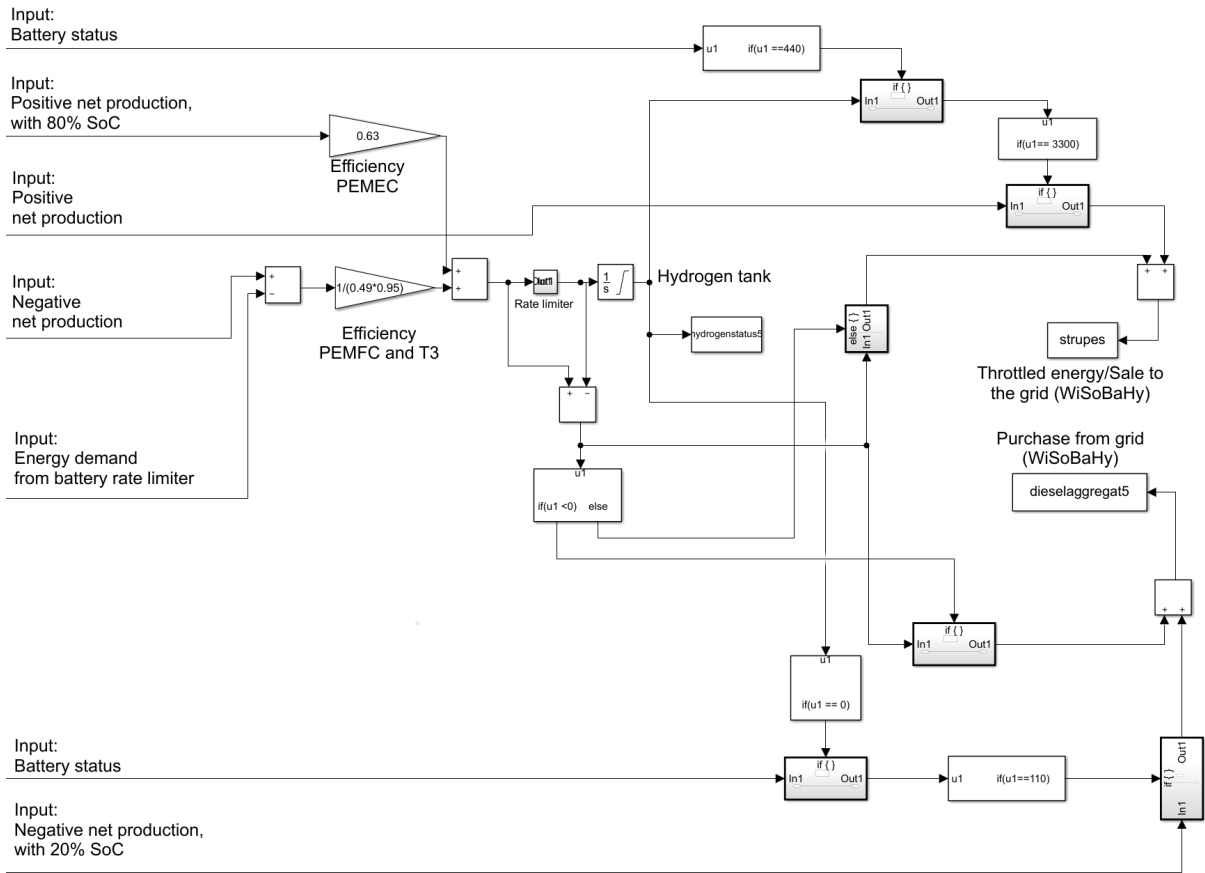 Input:
Battery status
u1 if(u1 ==440)
if { }
In1 Out1
Input:
Positive net production,
with 80% SoC
0.63
Efficiency
PEMEC
u1
if(u1== 3300)
Input:
Positive
net production
if { }
In1 Out1
Input:
Negative
net production
+
−
1/(0.49*0.95)
Efficiency
PEMFC and T3
+
+
Rate limiter
1
s
Hydrogen tank
hydrogenstatus5
else { }
In1 Out1
+ +
strupes
Throttled energy/Sale to
the grid (WiSoBaHy)
+ −
Input:
Energy demand
from battery rate limiter
u1
if(u1 <0) else
Purchase from grid
(WiSoBaHy)
dieselaggregat5
+ +
if { }
In1 Out1
u1
if(u1 == 0)
Input:
Battery status
if { }
In1 Out1
u1 if(u1==110)
if { }
In1 Out1
Input:
Negative net production,
with 20% SoC